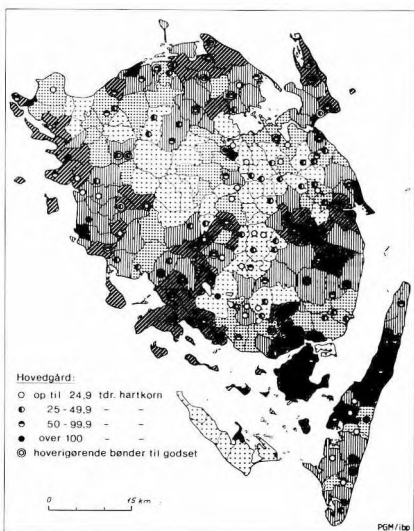 Hovedgård:
○ op til 24,9 tdr. hartkorn
◐ 25-49,9 - -
◓ 50-99,9 - -
● over 100 - -
◎ hoverigørende bønder til godset
0 15 km
PGM/ibp